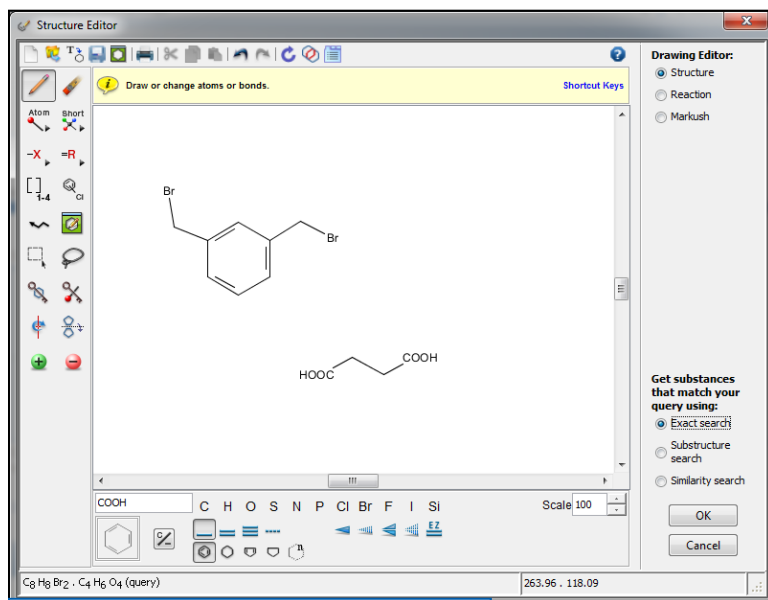 Structure Editor
Draw or change atoms or bonds.
Shortcut Keys
Atom
Short
-X
=R
[ ]
1-4
Cl
Br
Br
HOOC
COOH
Drawing Editor:
Structure
Reaction
Markush
Get substances
that match your
query using:
Exact search
Substructure
search
Similarity search
OK
Cancel
COOH
C H O S N P Cl Br F I Si
Scale 100
EZ
n
C8 H8 Br2 . C4 H6 O4 (query)
263.96 . 118.09